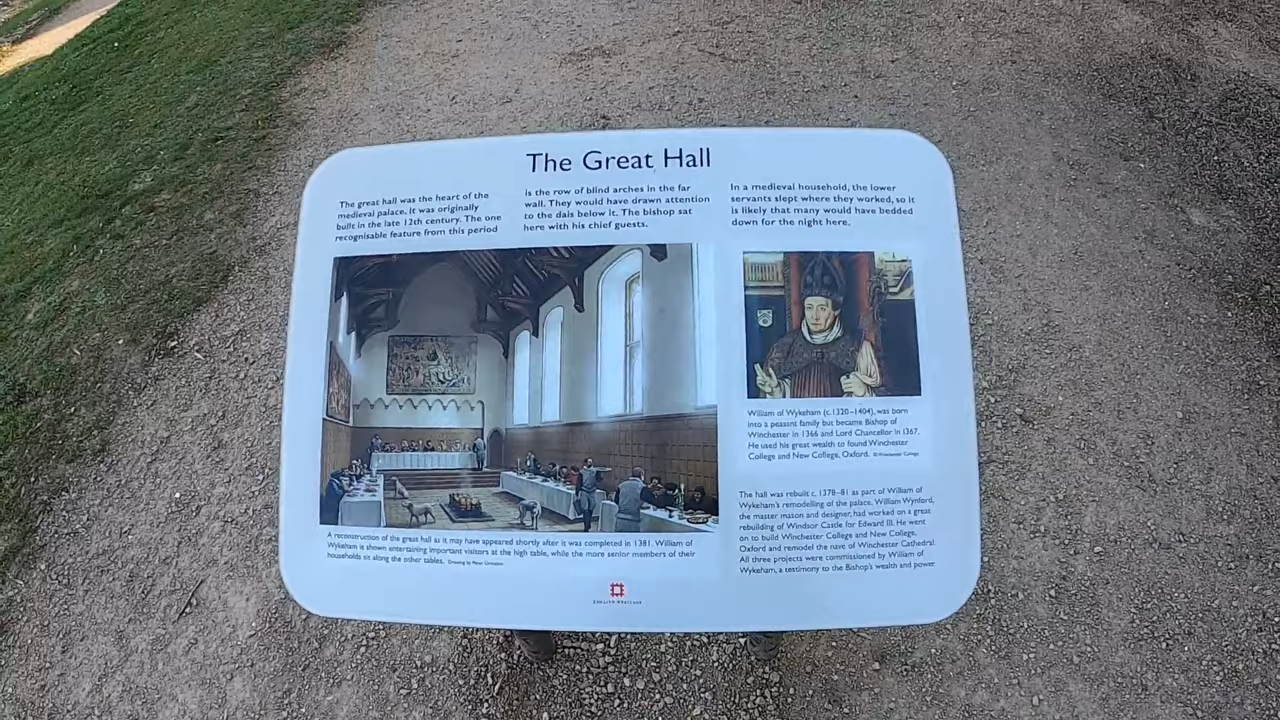 The Great Hall
The great hall was the heart of the
medieval palace. It was originally
built in the late 12th century. The one
recognisable feature from this period
is the row of blind arches in the far
wall. They would have drawn attention
to the dais below it. The bishop sat
here with his chief guests.
In a medieval household, the lower
servants slept where they worked, so it
is likely that many would have bedded
down for the night here.
A reconstruction of the great hall as it may have appeared shortly after it was completed in 1381. William of
Wykeham is shown entertaining important visitors at the high table, while the more senior members of their
households sit along the other tables. Drawing by Peter
William of Wykeham (c.1320–1404), was born
into a peasant family but became Bishop of
Winchester in 1366 and Lord Chancellor in 1367.
He used his great wealth to found Winchester
College and New College, Oxford. © Winchester College
The hall was rebuilt c. 1378–81 as part of William of
Wykeham's remodelling of the palace. William Wynford,
the master mason and designer, had worked on a great
rebuilding of Windsor Castle for Edward III. He went
on to build Winchester College and New College,
Oxford and remodel the nave of Winchester Cathedral.
All three projects were commissioned by William of
Wykeham, a testimony to the Bishop's wealth and power.
ENGLISH HERITAGE